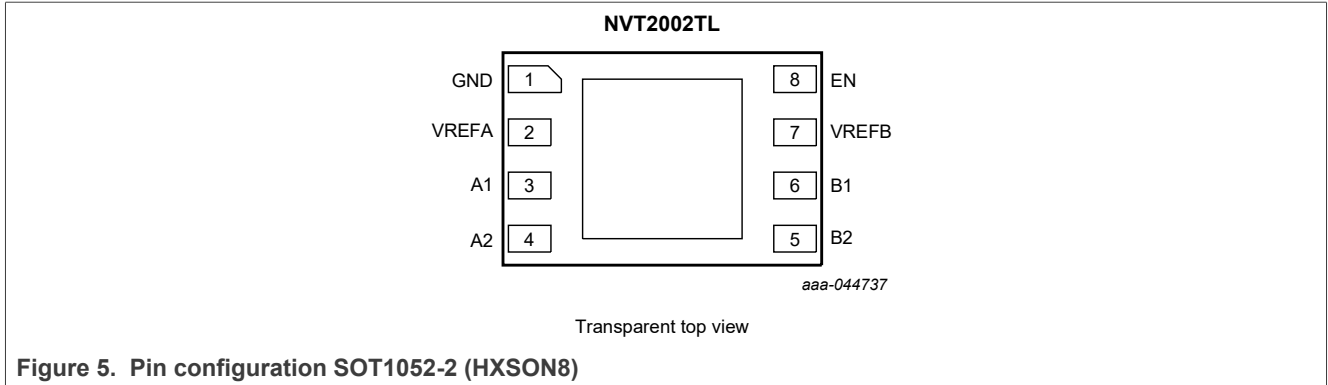 NVT2002TL
GND 1 8 EN
VREFA 2 7 VREFB
A1 3 6 B1
A2 4 5 B2
aaa-044737
Transparent top view
Figure 5. Pin configuration SOT1052-2 (HXSON8)